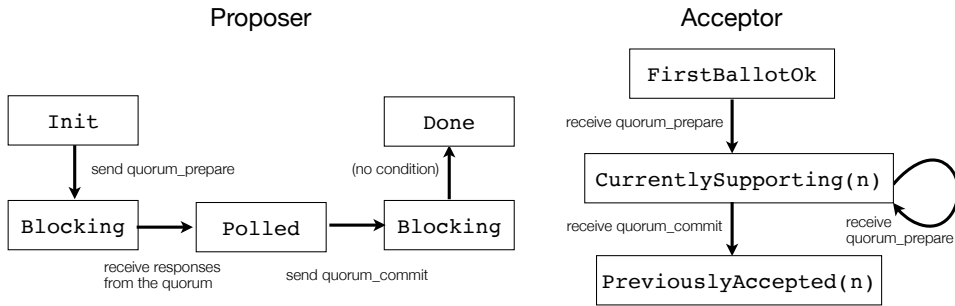 Proposer
Init
send quorum_prepare
Blocking
receive responses
from the quorum
Polled
send quorum_commit
Blocking
(no condition)
Done
Acceptor
FirstBallotOk
receive quorum_prepare
CurrentlySupporting(n)
receive
quorum_prepare
receive quorum_commit
PreviouslyAccepted(n)